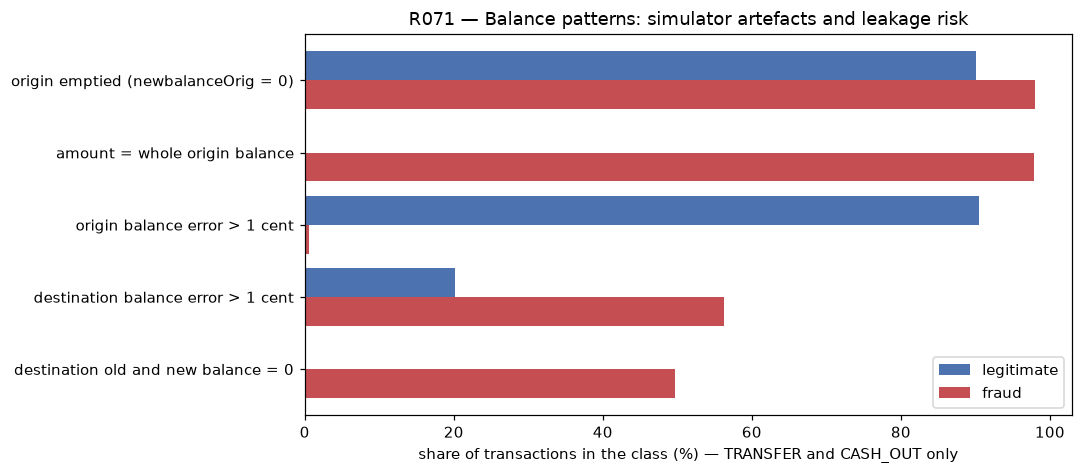 R071 — Balance patterns: simulator artefacts and leakage risk
origin emptied (newbalanceOrig = 0)
amount = whole origin balance
origin balance error > 1 cent
destination balance error > 1 cent
destination old and new balance = 0
legitimate
fraud
0 20 40 60 80 100
share of transactions in the class (%) — TRANSFER and CASH_OUT only